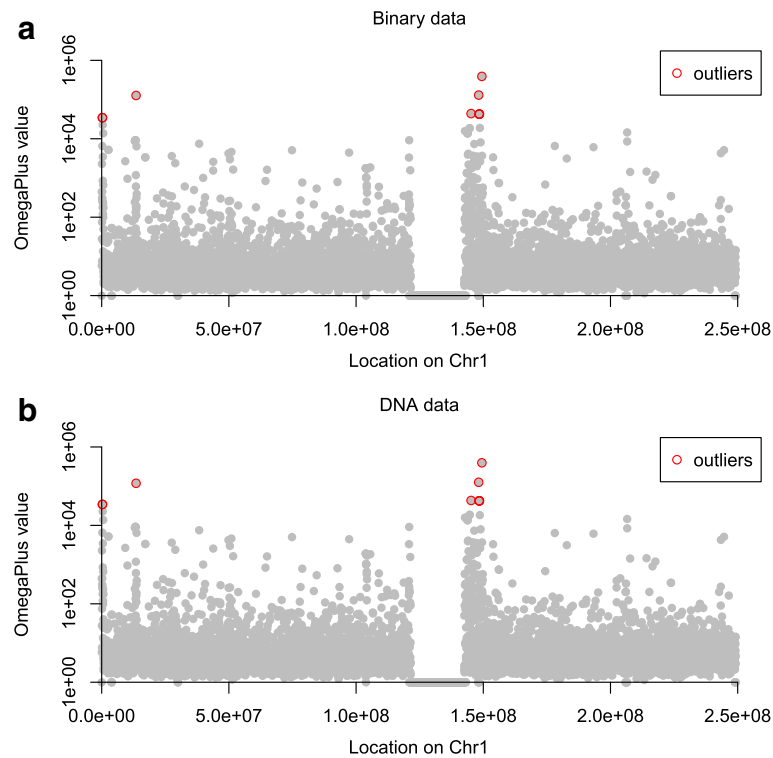 a
Binary data
OmegaPlus value
1e+06
1e+04
1e+02
1e+00
outliers
0.0e+00 5.0e+07 1.0e+08 1.5e+08 2.0e+08 2.5e+08
Location on Chr1
b
DNA data
OmegaPlus value
1e+06
1e+04
1e+02
1e+00
outliers
0.0e+00 5.0e+07 1.0e+08 1.5e+08 2.0e+08 2.5e+08
Location on Chr1